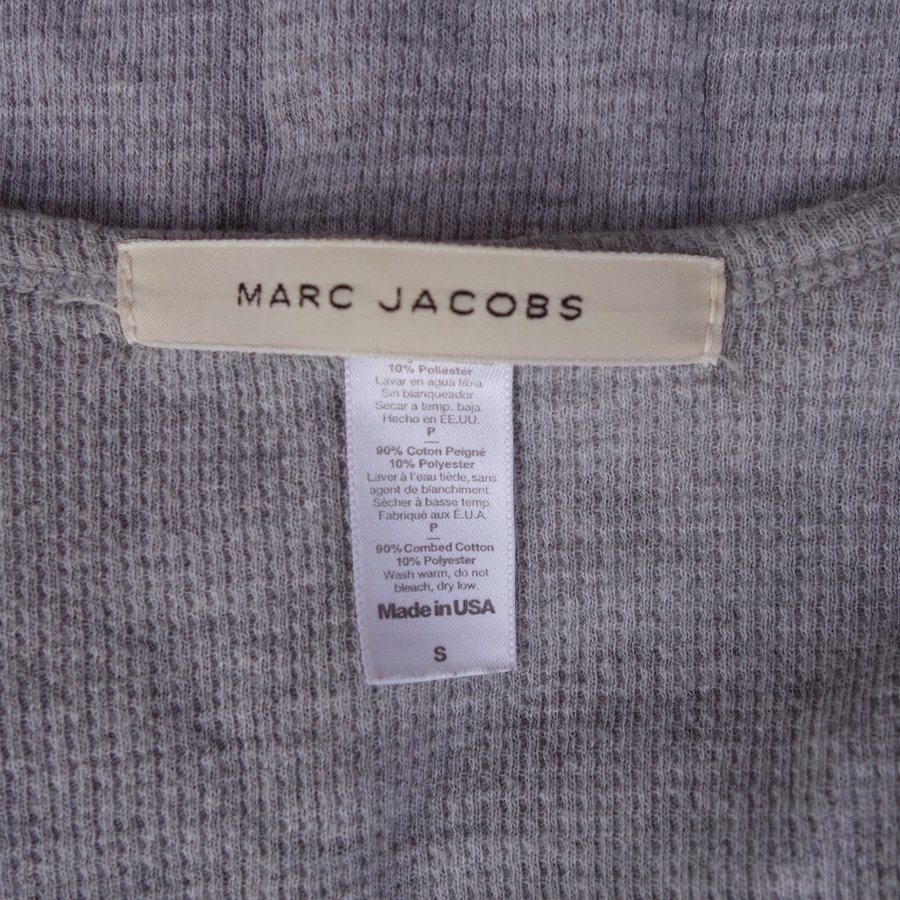 MARC JACOBS
10% Poliester
Lavar en agua tibia
Sin blanqueador
Secar a temp. baja.
Hecho en EE.UU.
P
90% Coton Peigné
10% Polyester
Laver à l'eau tiède, sans
agent de blanchiment.
Sécher à basse temp.
Fabriqué aux E.U.A.
P
90% Combed Cotton
10% Polyester
Wash warm, do not
bleach, dry low.
Made in USA
S